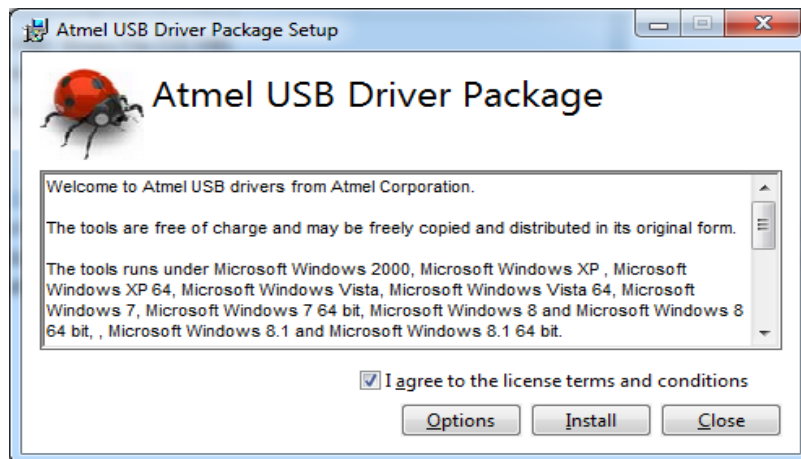 Atmel USB Driver Package Setup
Atmel USB Driver Package
Welcome to Atmel USB drivers from Atmel Corporation.
The tools are free of charge and may be freely copied and distributed in its original form.
The tools runs under Microsoft Windows 2000, Microsoft Windows XP , Microsoft
Windows XP 64, Microsoft Windows Vista, Microsoft Windows Vista 64, Microsoft
Windows 7, Microsoft Windows 7 64 bit, Microsoft Windows 8 and Microsoft Windows 8
64 bit, , Microsoft Windows 8.1 and Microsoft Windows 8.1 64 bit.
I agree to the license terms and conditions
Options Install Close